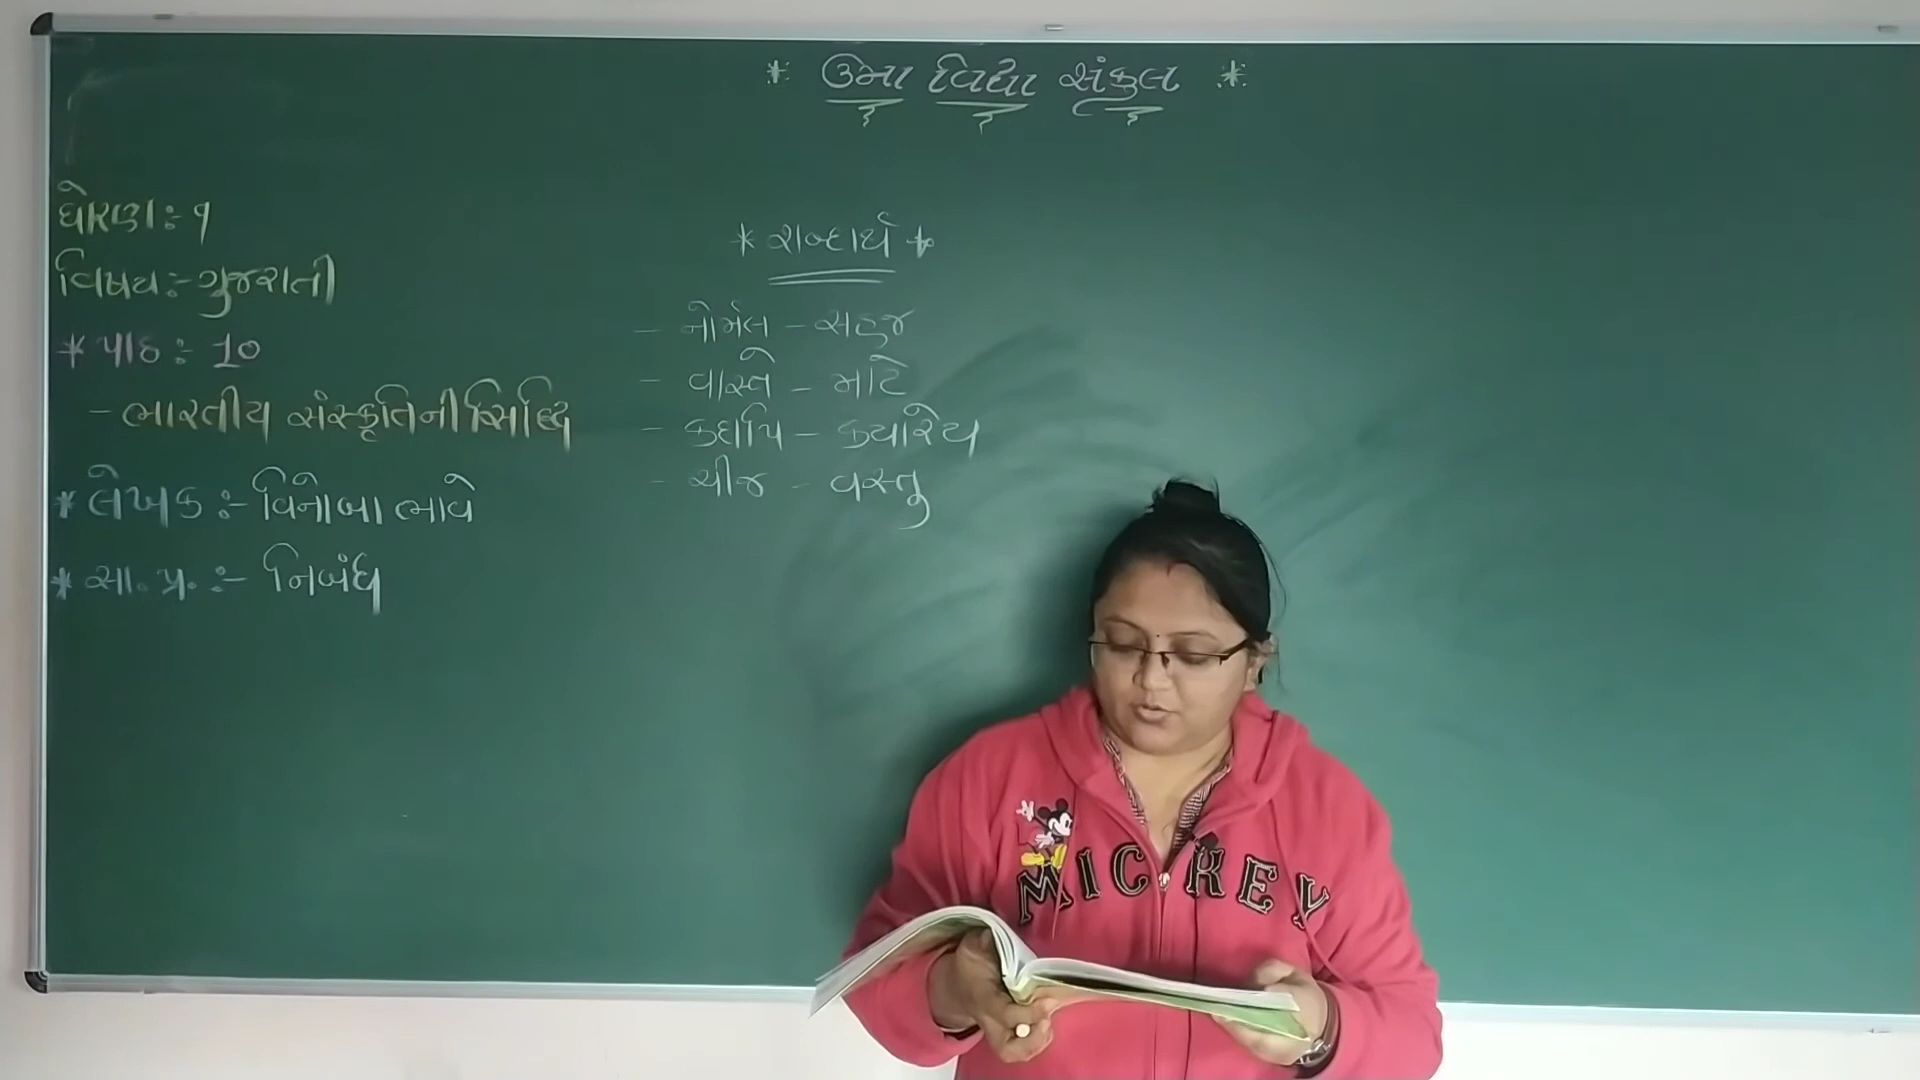 * ઉમા વિદ્યા સંકુલ *
ધોરણ :- ૧
વિષય :- ગુજરાતી
* પાઠ :- 10
- ભારતીય સંસ્કૃતિની સિદ્ધિ
* લેખક :- વિનોબા ભાવે
* સા. પ્ર. :- નિબંધ
* શબ્દાર્થ *
- નોર્મલ - સહજ
- વાસ્તે - માટે
- કદાપિ - ક્યારેય
- ચીજ - વસ્તુ
MICKEY